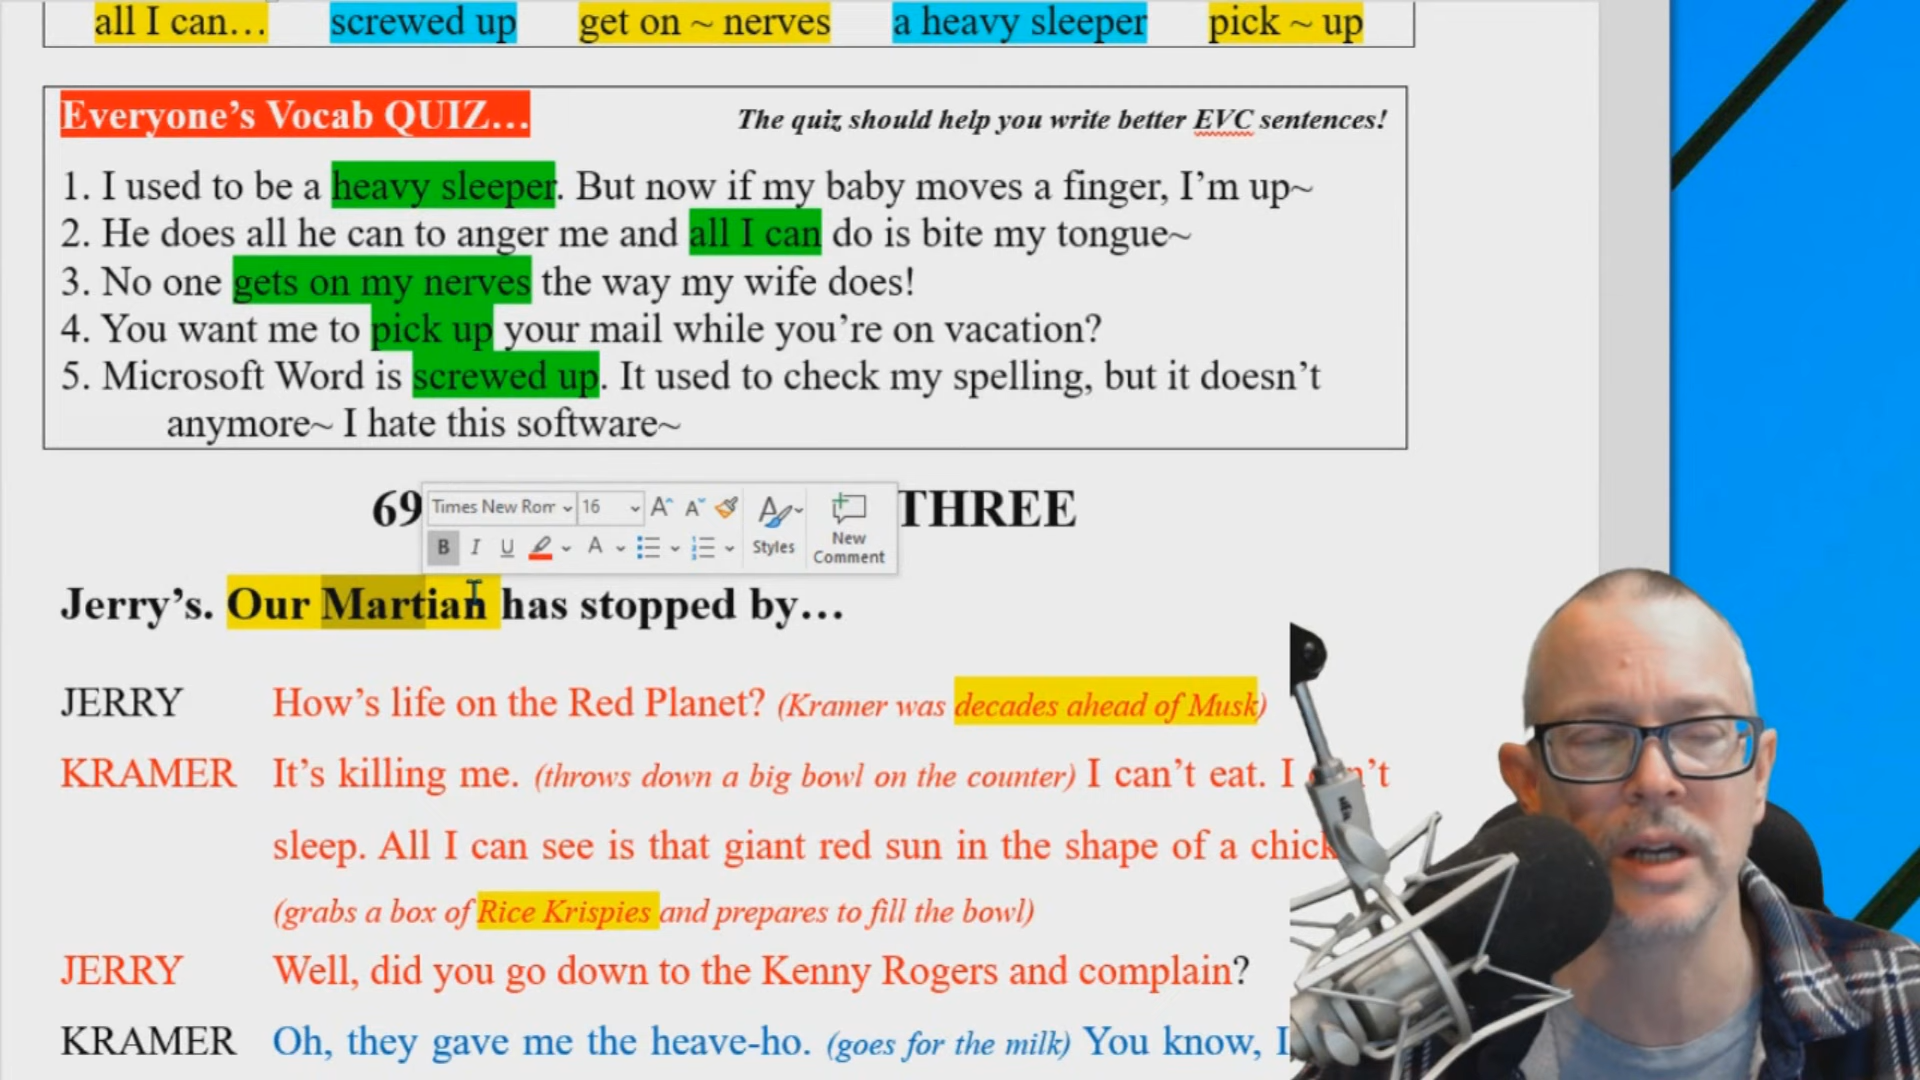 all I can… screwed up get on ~ nerves a heavy sleeper pick ~ up
Everyone’s Vocab QUIZ… The quiz should help you write better EVC sentences!
1. I used to be a heavy sleeper. But now if my baby moves a finger, I’m up~
2. He does all he can to anger me and all I can do is bite my tongue~
3. No one gets on my nerves the way my wife does!
4. You want me to pick up your mail while you’re on vacation?
5. Microsoft Word is screwed up. It used to check my spelling, but it doesn’t
anymore~ I hate this software~
69 THREE
Times New Ror 16
Styles New Comment
Jerry’s. Our Martian has stopped by…
JERRY How’s life on the Red Planet? (Kramer was decades ahead of Musk)
KRAMER It’s killing me. (throws down a big bowl on the counter) I can’t eat. I
sleep. All I can see is that giant red sun in the shape of a
(grabs a box of Rice Krispies and prepares to fill the bowl)
JERRY Well, did you go down to the Kenny Rogers and complain?
KRAMER Oh, they gave me the heave-ho. (goes for the milk) You know, I